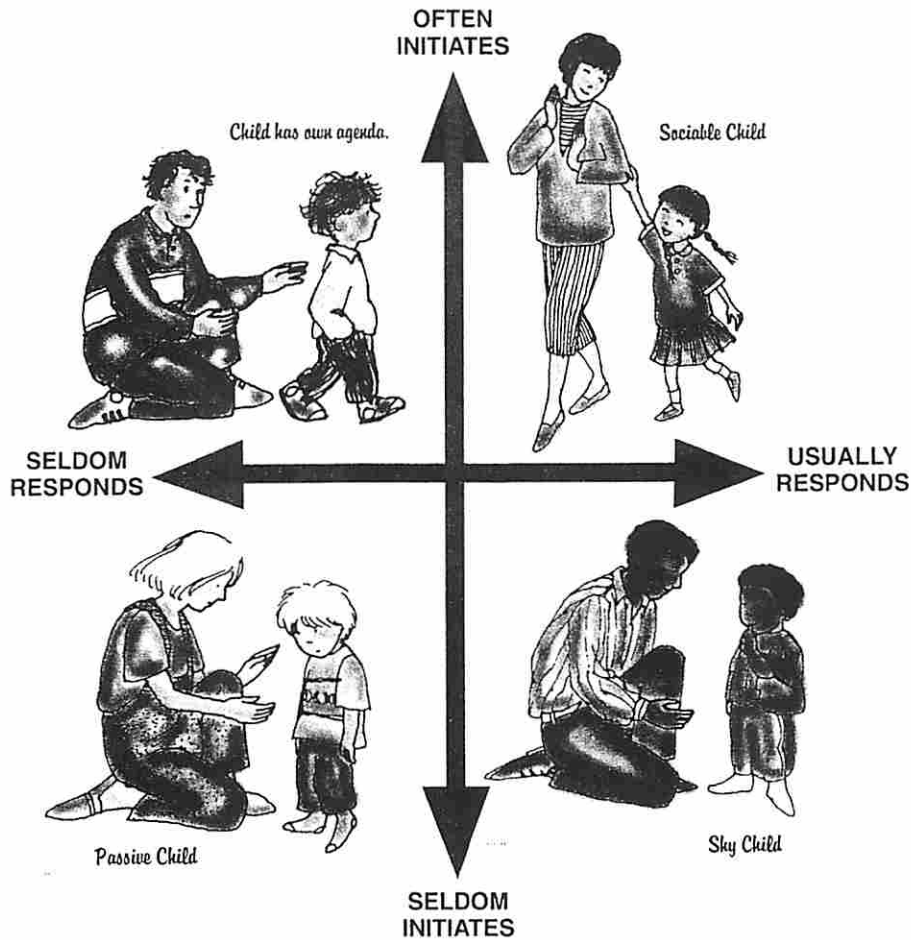 OFTEN
INITIATES
Child has own agenda.
Sociable Child
SELDOM
RESPONDS
USUALLY
RESPONDS
Passive Child
Shy Child
SELDOM
INITIATES